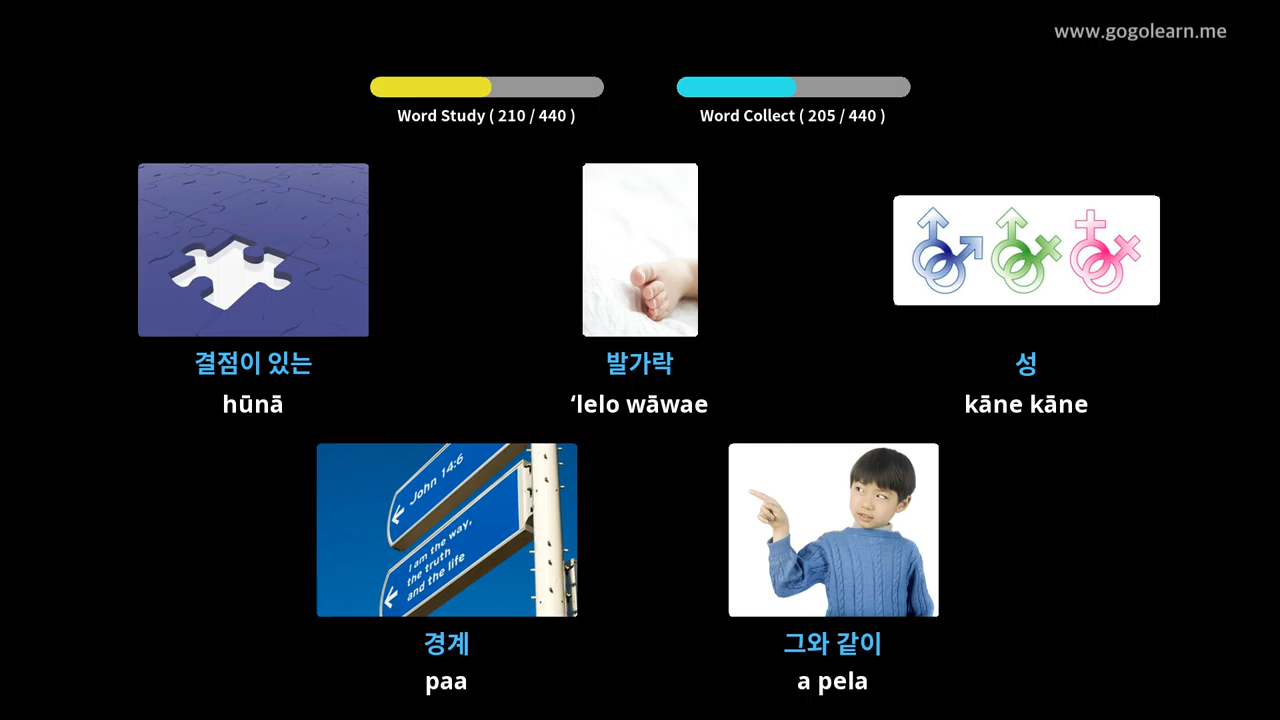 www.gogolearn.me
Word Study ( 210 / 440 )
Word Collect ( 205 / 440 )
결점이 있는
발가락
성
hūnā
‘lelo wāwae
kāne kāne
John 14:6
I am the way,
the truth
and the life
경계
그와 같이
paa
a pela